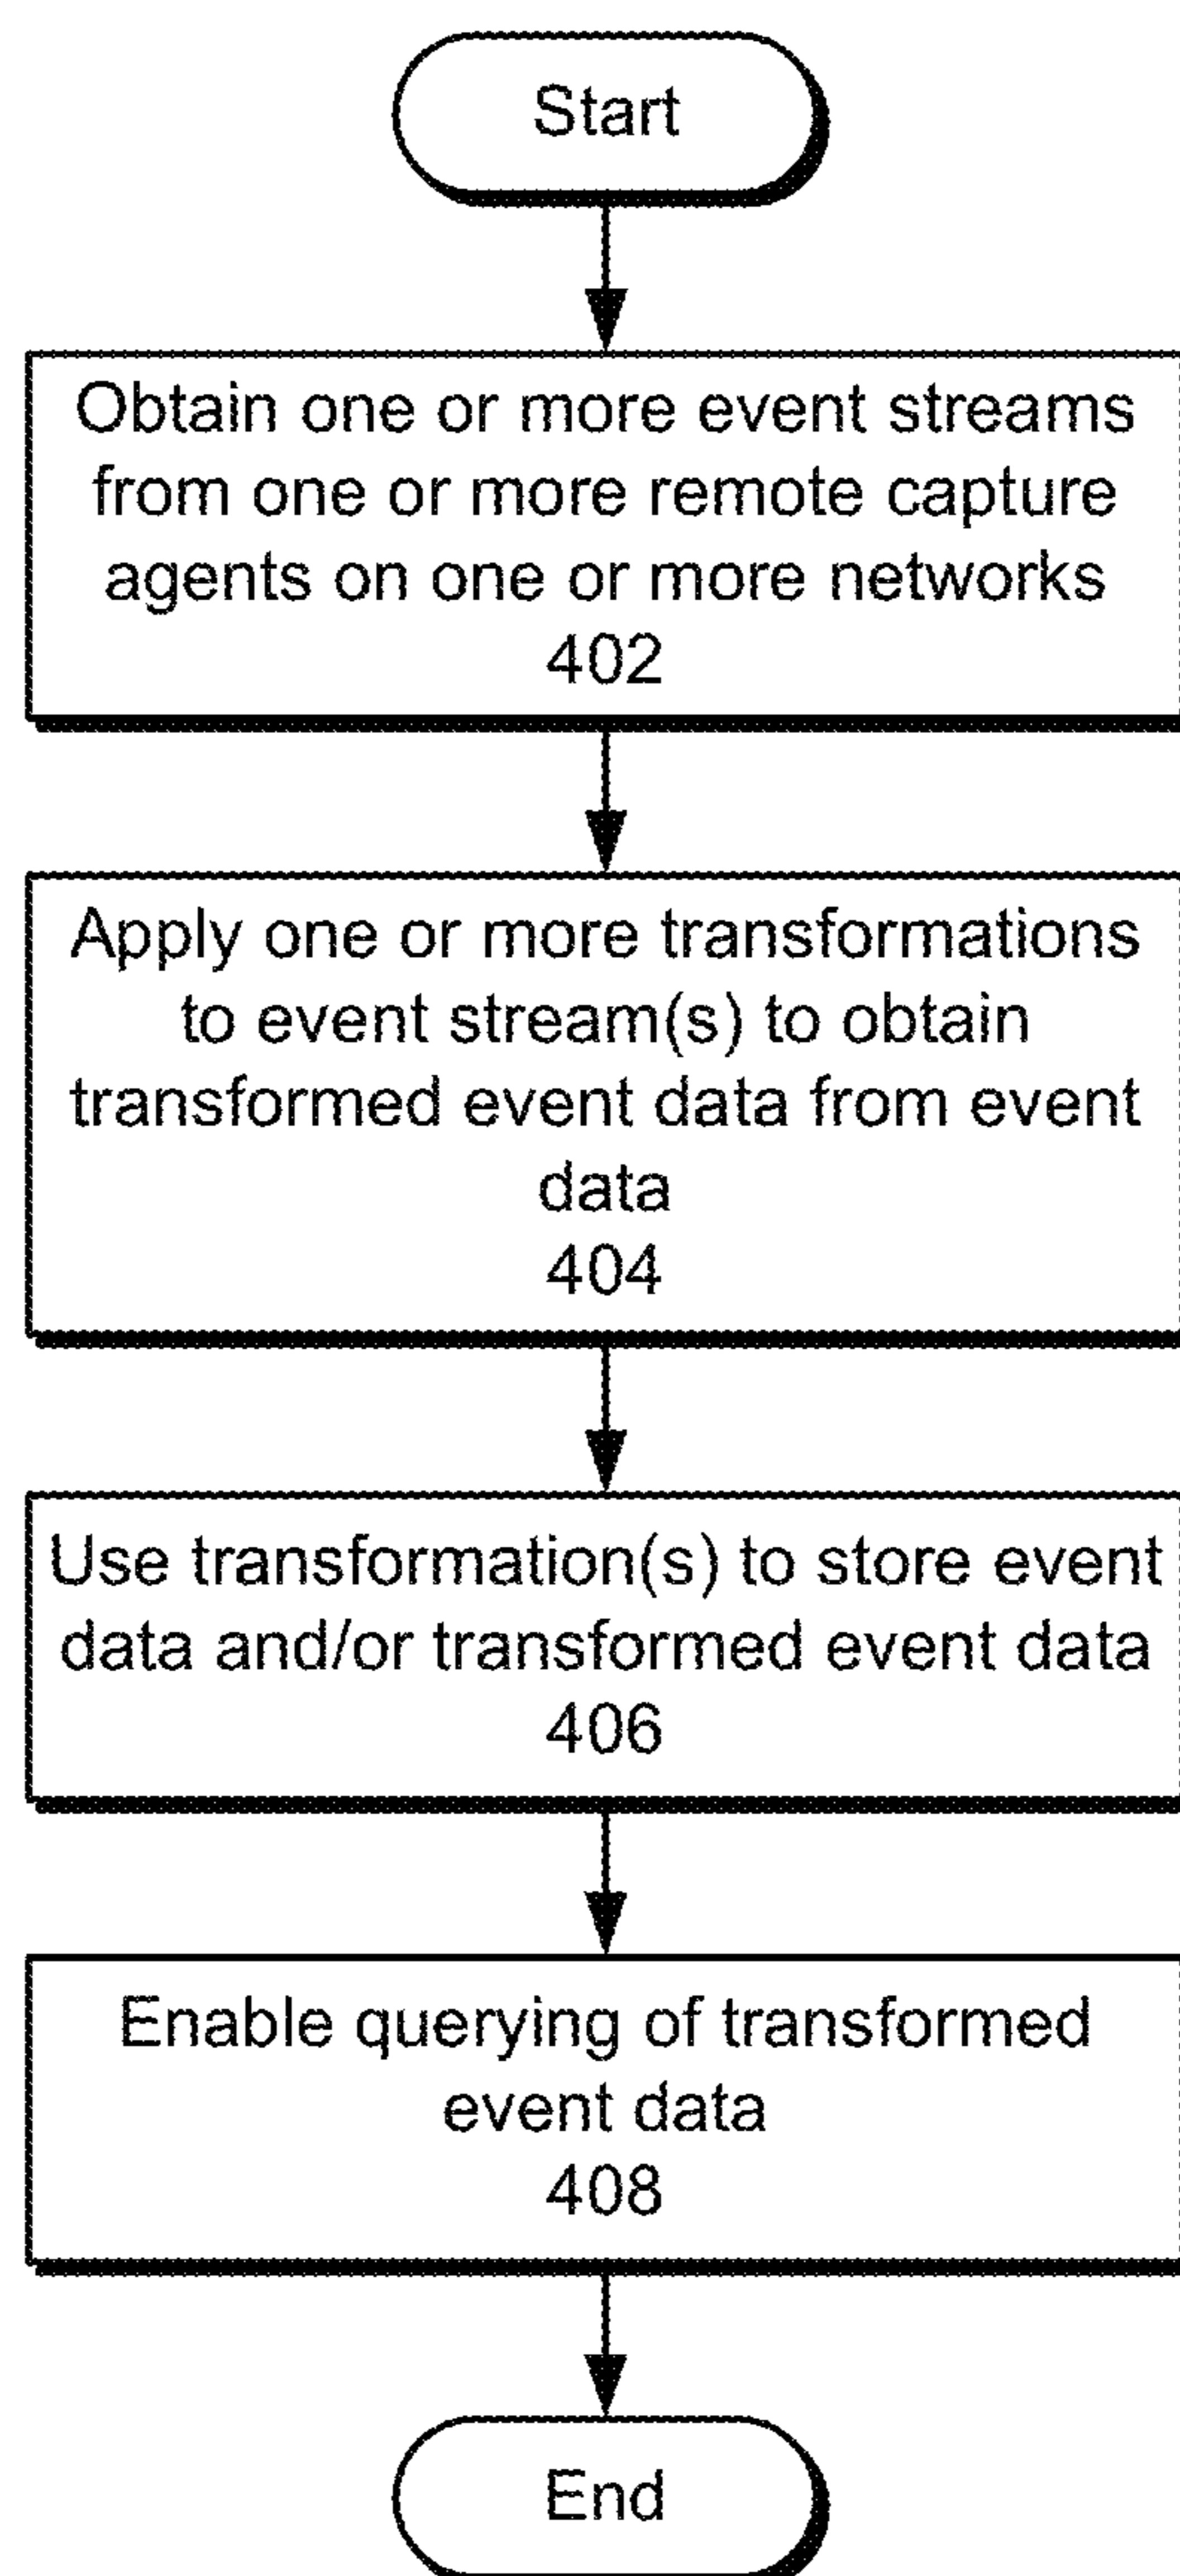 Start
Obtain one or more event streams
from one or more remote capture
agents on one or more networks
402
Apply one or more transformations
to event stream(s) to obtain
transformed event data from event
data
404
Use transformation(s) to store event
data and/or transformed event data
406
Enable querying of transformed
event data
408
End